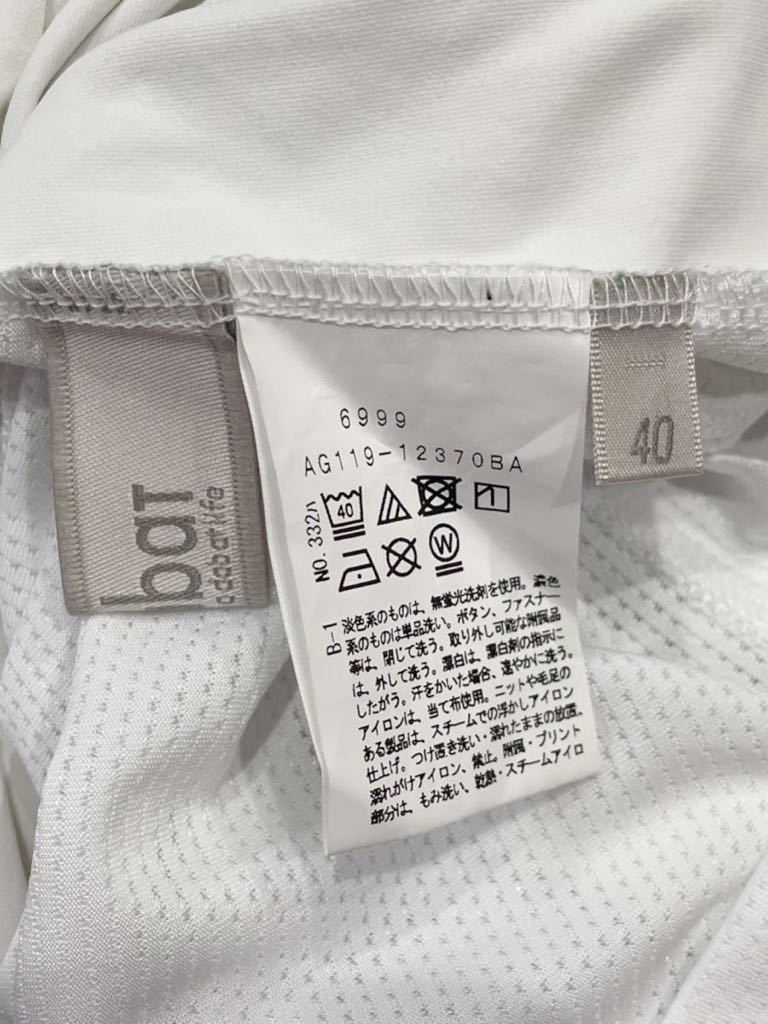 6999
AG119-12370BA
NO. 332ハ
40
1
W
B-1
淡色系のものは、無蛍光洗剤を使用。濃色
系のものは単品洗い。ボタン、ファスナー
等は、閉じて洗う。取り外し可能な附属品
は、外して洗う。漂白は、漂白剤の指示に
したがう。汗をかいた場合、速やかに洗う。
アイロンは、当て布使用。ニットや毛足の
ある製品は、スチームでの浮かしアイロン
仕上げ。つけ置き洗い・濡れたままの放置、
濡れがけアイロン、禁止。附属・プリント
部分は、もみ洗い、乾熱・スチームアイロ
bat
adabat life
40